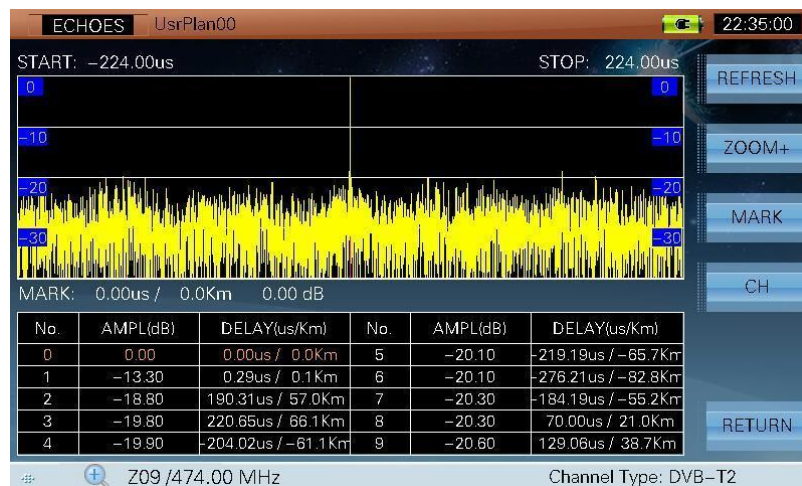 ECHOES UsrPlan00 22:35:00
START: -224.00us STOP: 224.00us
REFRESH
0 0
-10 -10
ZOOM+
-20 -20
MARK
-30 -30
CH
MARK: 0.00us / 0.0Km 0.00 dB
No. AMPL(dB) DELAY(us/Km) No. AMPL(dB) DELAY(us/Km)
0 0.00 0.00us / 0.0Km 5 -20.10 -219.19us / -65.7Km
1 -13.30 0.29us / 0.1Km 6 -20.10 -276.21us / -82.8Km
2 -18.80 190.31us / 57.0Km 7 -20.30 -184.19us / -55.2Km
3 -19.80 220.65us / 66.1Km 8 -20.30 70.00us / 21.0Km
4 -19.90 -204.02us / -61.1Km 9 -20.60 129.06us / 38.7Km
RETURN
Z09 /474.00 MHz Channel Type: DVB-T2